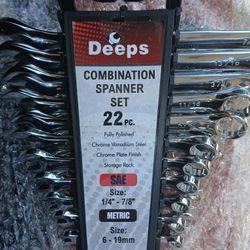 Deeps
COMBINATION
SPANNER
SET
22 PC.
Fully Polished
Chrome Vanadium Steel
Chrome Plate Finish
Storage Rack
SAE
Size:
1/4" - 7/8"
METRIC
Size:
6 - 19mm